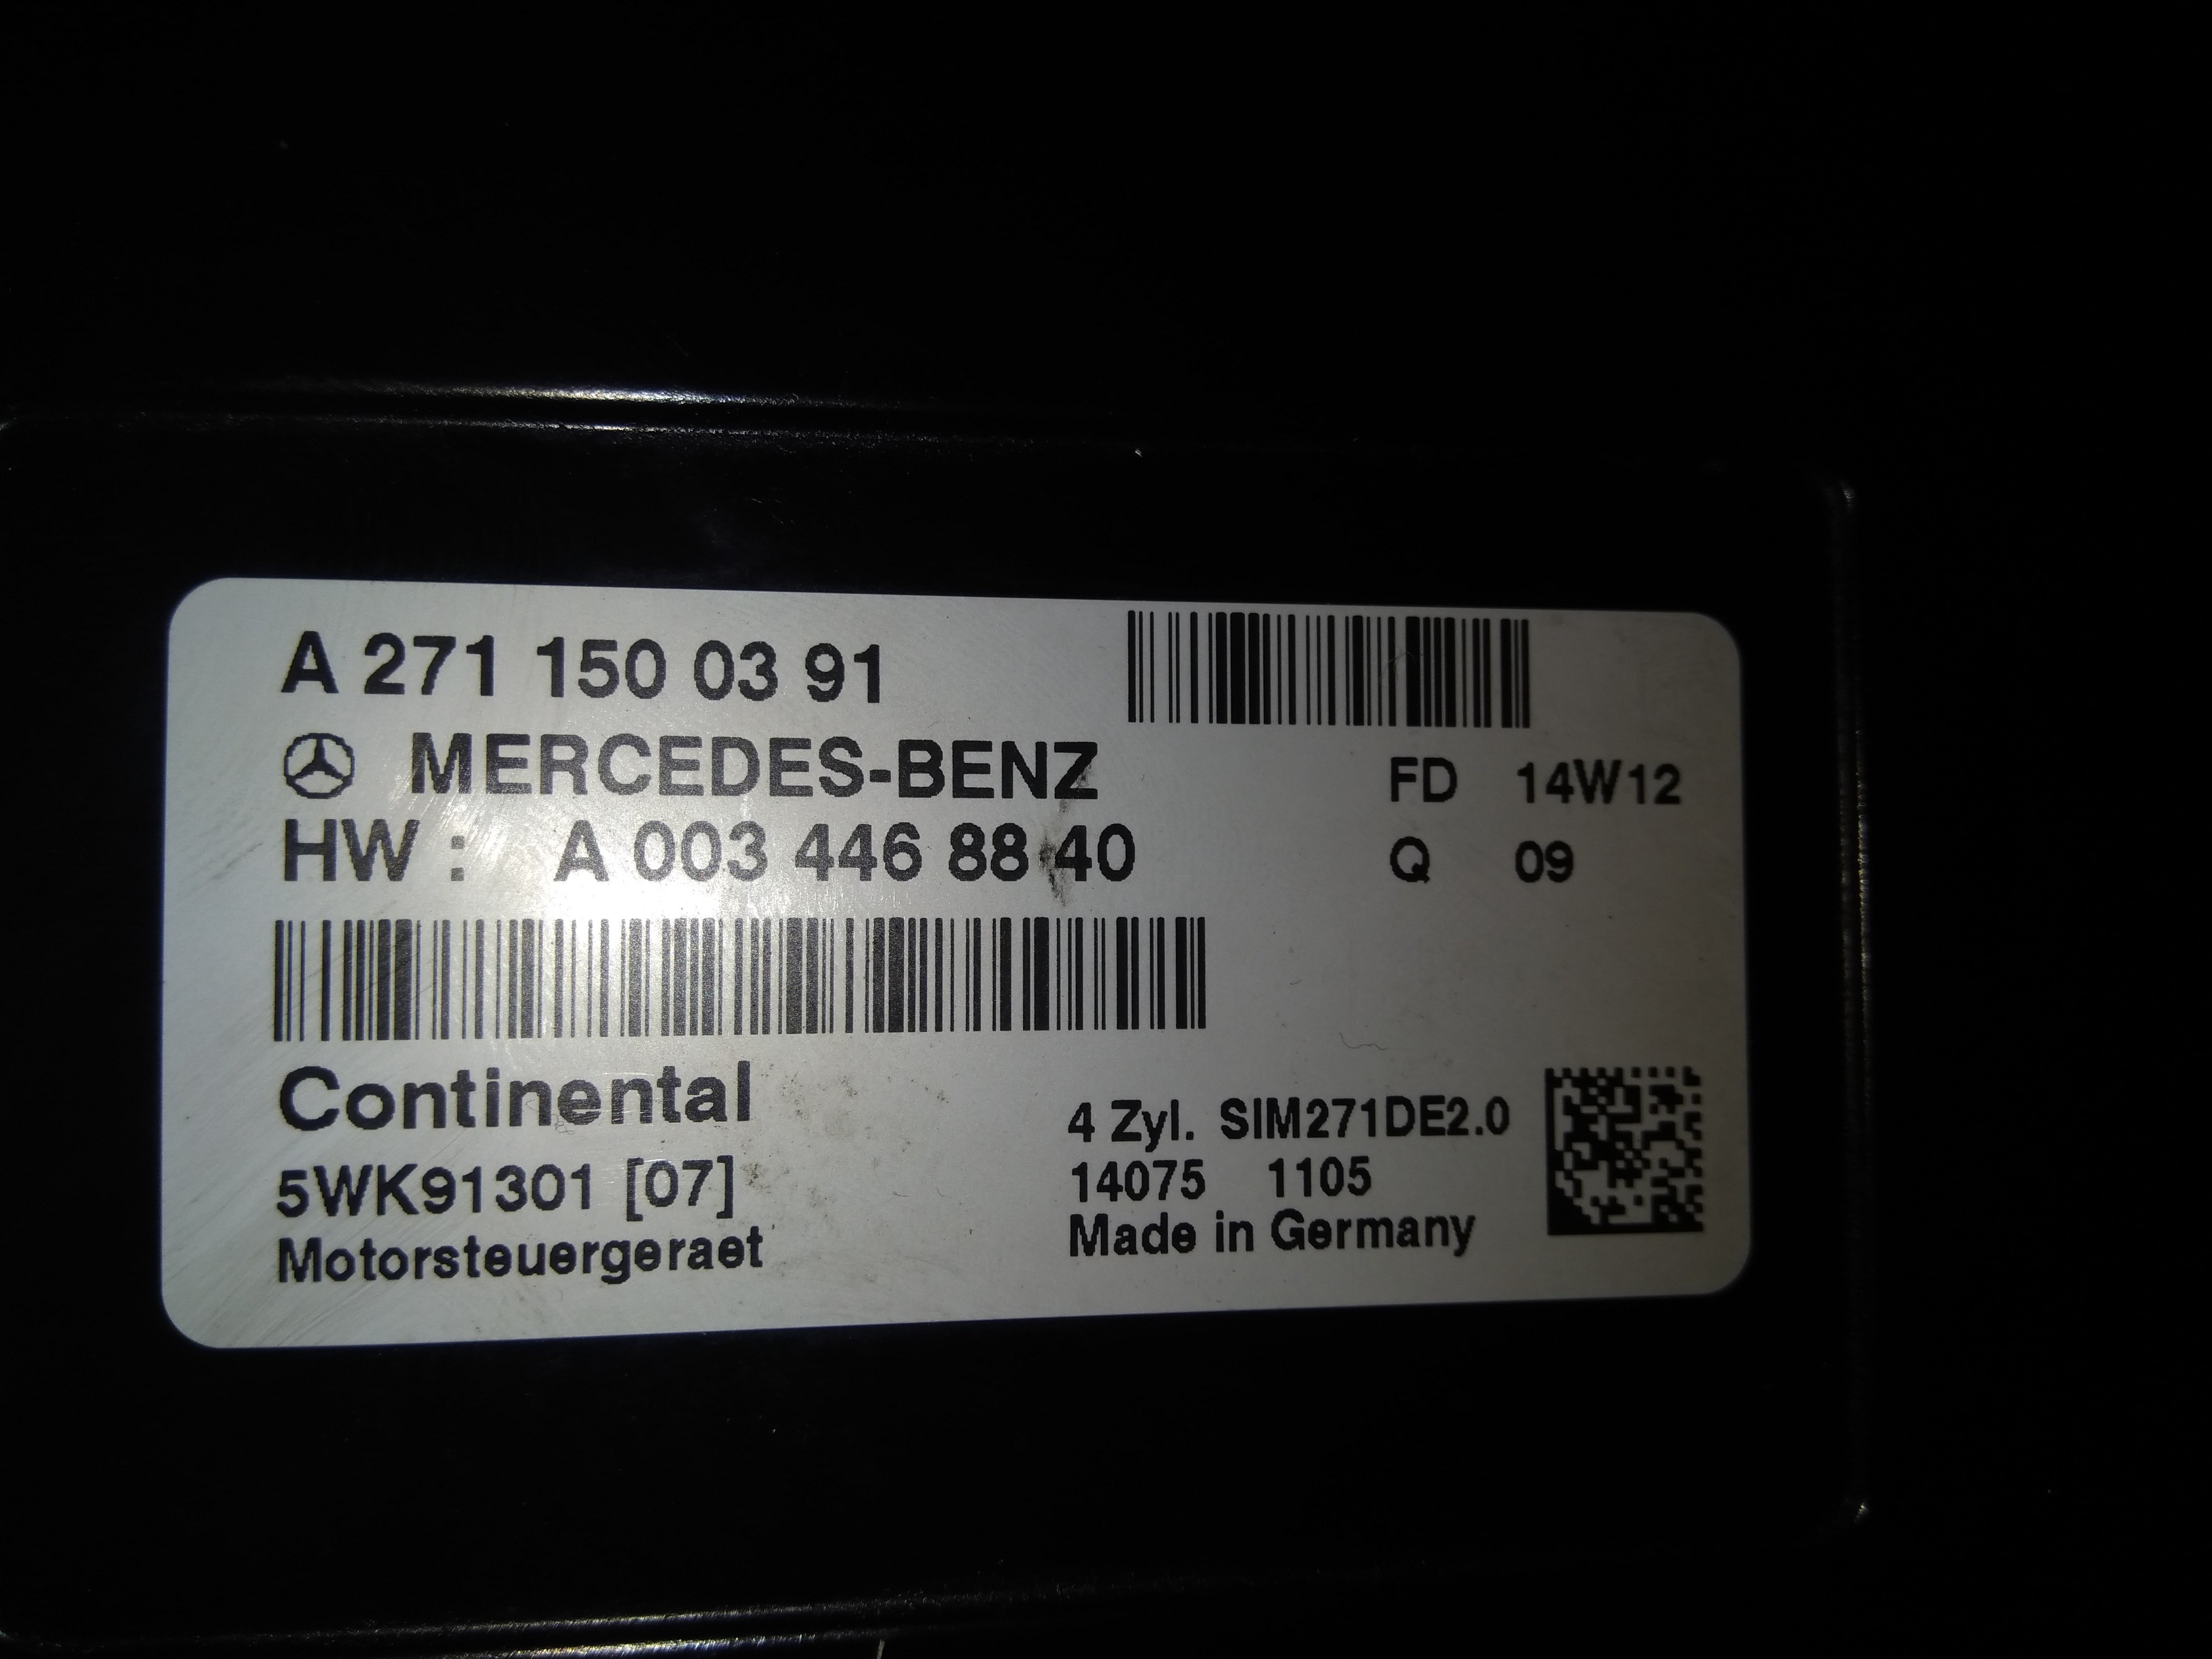 A 271 150 03 91
MERCEDES-BENZ
FD 14W12
HW : A 003 446 88 40
Q 09
Continental
4 Zyl. SIM271DE2.0
5WK91301 [07]
14075 1105
Motorsteuergeraet
Made in Germany